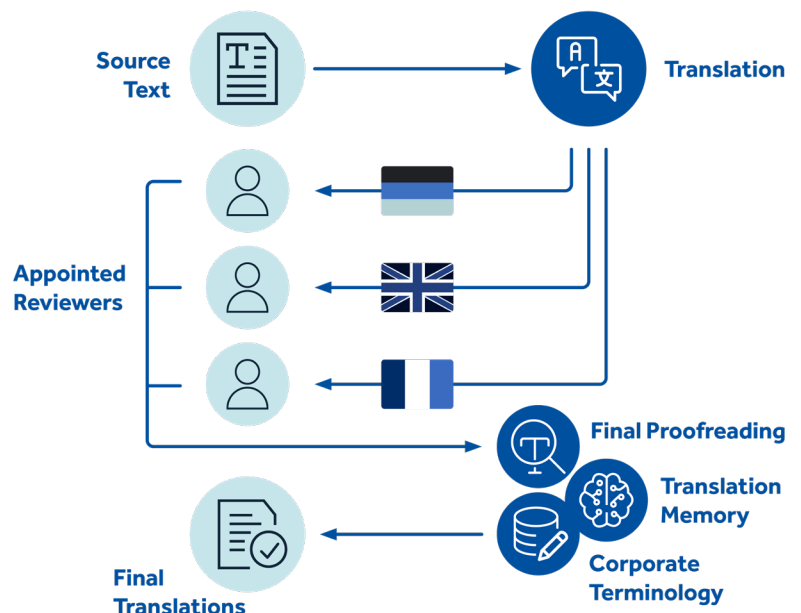 Source
Text
Translation
Appointed
Reviewers
Final Proofreading
Translation
Memory
Corporate
Terminology
Final
Translations